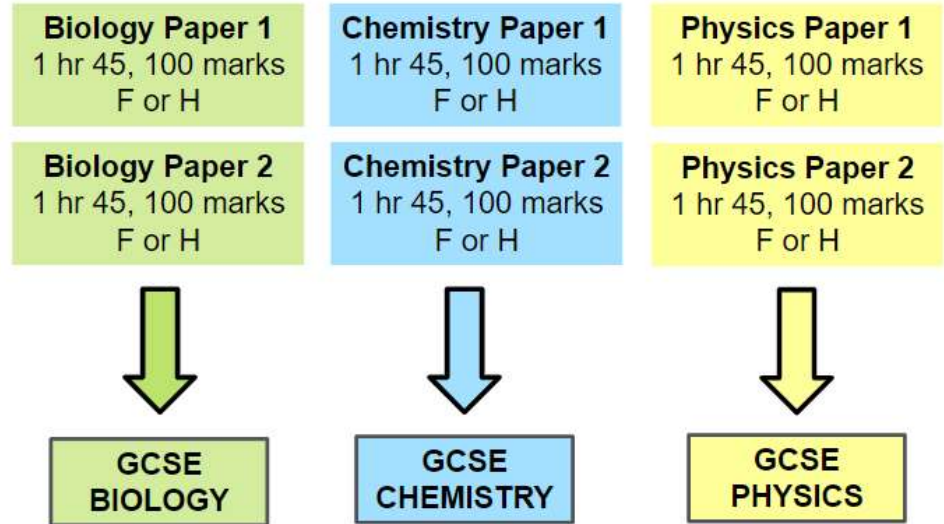 Biology Paper 1
1 hr 45, 100 marks
F or H
Chemistry Paper 1
1 hr 45, 100 marks
F or H
Physics Paper 1
1 hr 45, 100 marks
F or H
Biology Paper 2
1 hr 45, 100 marks
F or H
Chemistry Paper 2
1 hr 45, 100 marks
F or H
Physics Paper 2
1 hr 45, 100 marks
F or H
GCSE
BIOLOGY
GCSE
CHEMISTRY
GCSE
PHYSICS